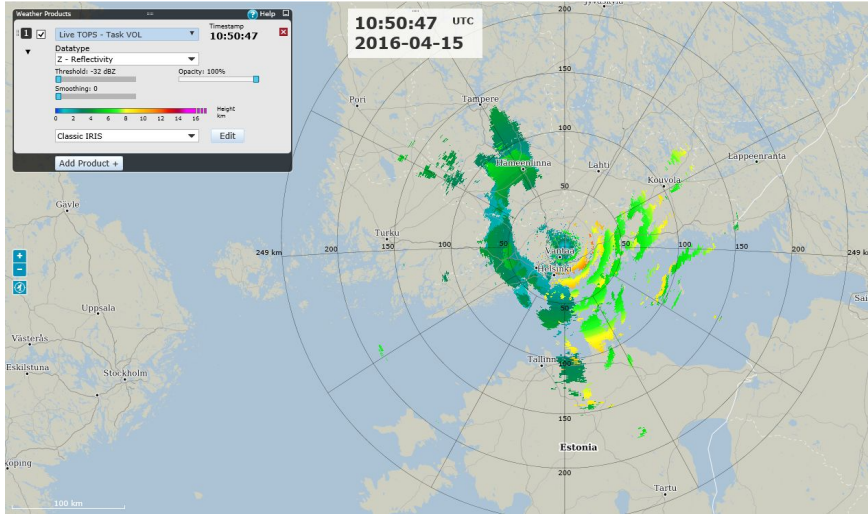 Weather Products
Help
1
Live TOPS - Task VOL
Timestamp
10:50:47
Datatype
Z - Reflectivity
Threshold: -32 dBZ
Opacity: 100%
Smoothing: 0
0 2 4 6 8 10 12 14 16
Height
km
Classic IRIS
Edit
Add Product +
10:50:47 UTC
2016-04-15
200
Jyväskylä
150
Pori
Tampere
100
Lahti
Lappeenranta
Hämeenlinna
Kouvola
50
Gävle
Turku
249 km
200
150
100
50
Vantaa
50
100
150
200
249 km
Helsinki
+
−
Uppsala
50
Västerås
Eskilstuna
Stockholm
Tallinn
100
150
Estonia
200
Tartu
100 km